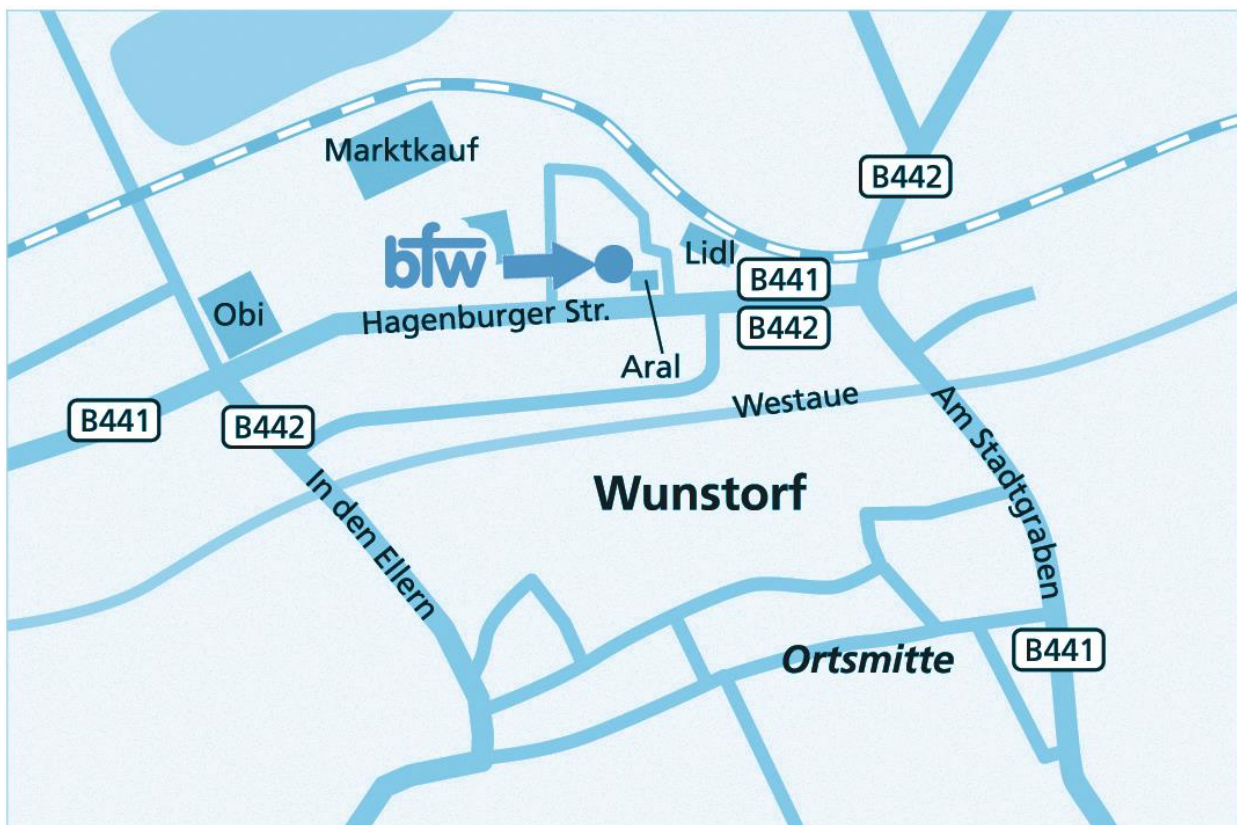 Marktkauf
B442
bfw
Lidl
B441
Obi
Hagenburger Str.
B442
Aral
B441
B442
Westaue
Am Stadtgraben
Wunstorf
In den Ellern
B441
Ortsmitte